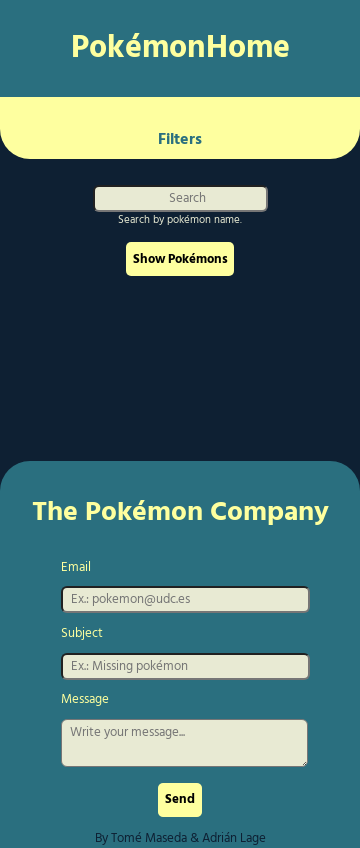 PokémonHome
Filters
Search
Search by pokémon name.
Show Pokémons
The Pokémon Company
Email
Ex.: pokemon@udc.es
Subject
Ex.: Missing pokémon
Message
Write your message...
Send
By Tomé Maseda & Adrián Lage